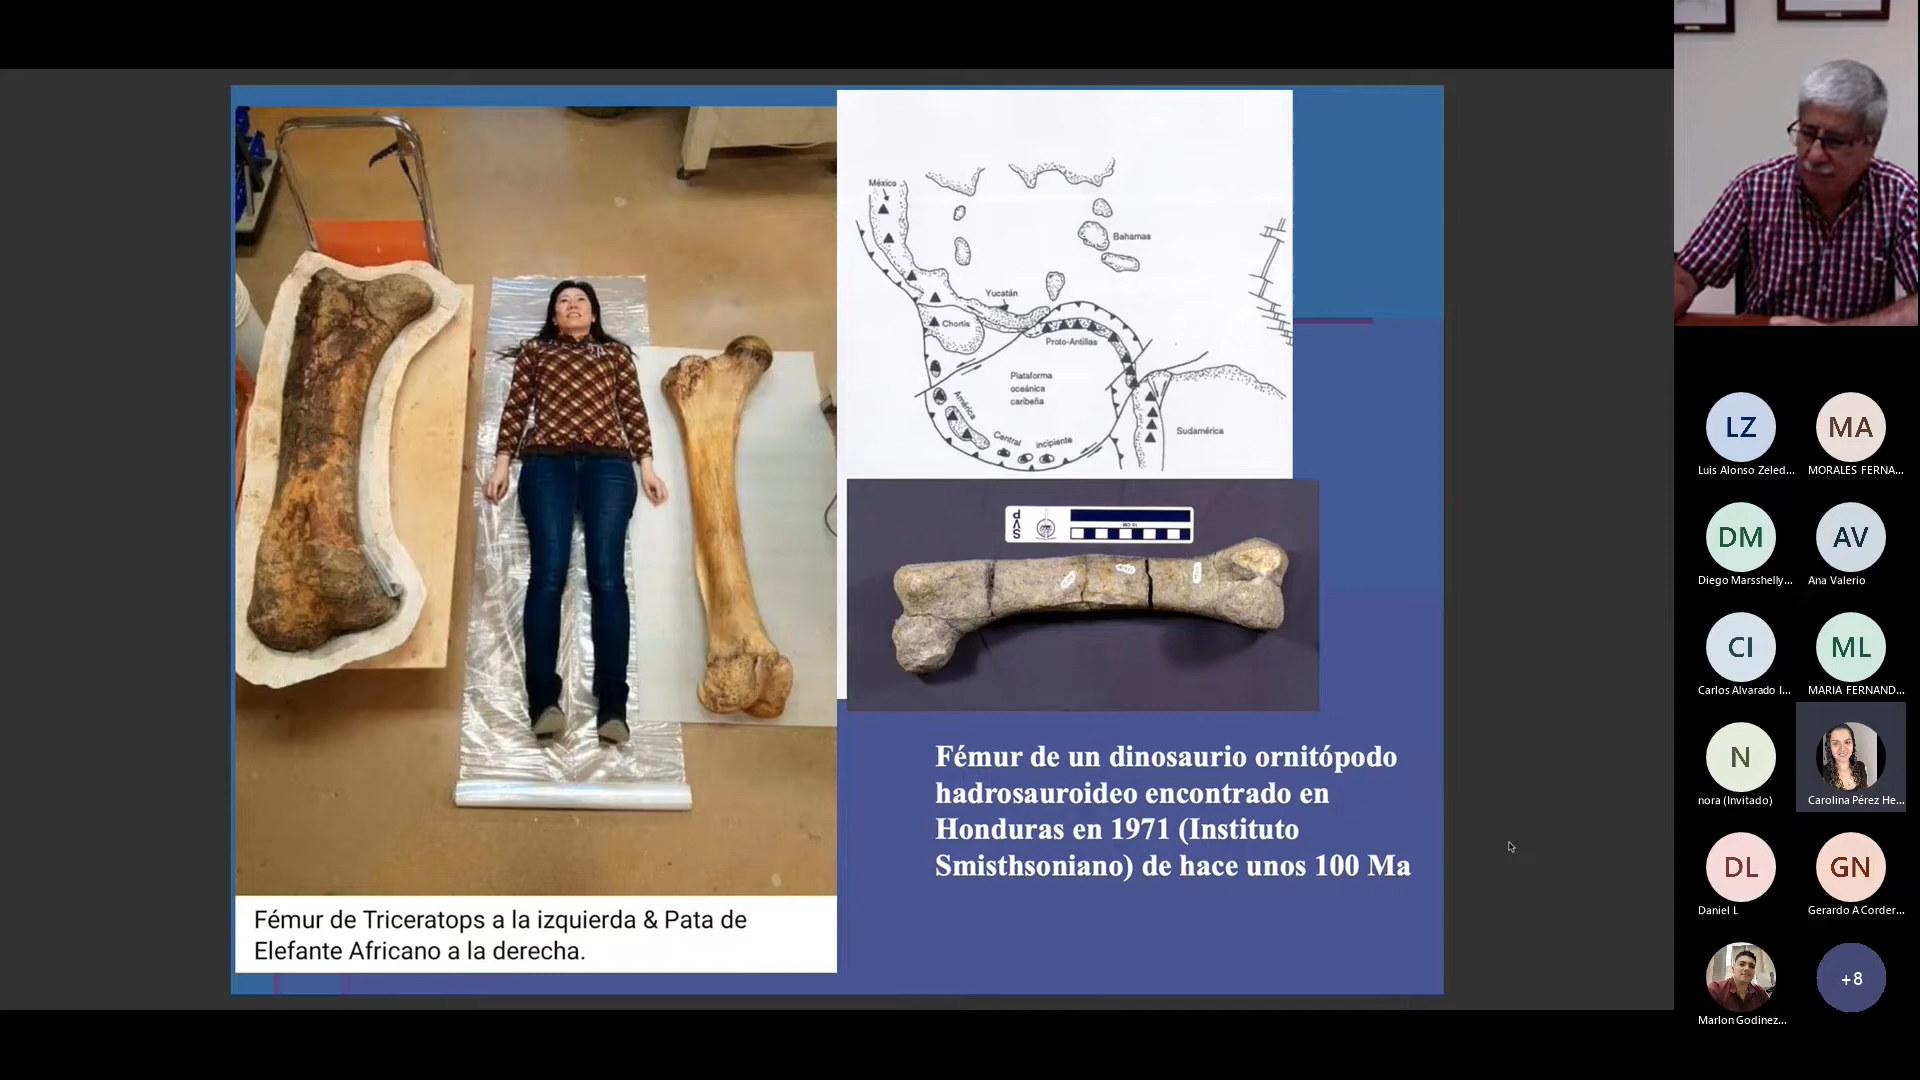 México
Bahamas
Yucatán
Chortis
Proto-Antillas
Plataforma
oceánica
caribeña
América
Central incipiente
Sudamérica
SVP
10 CM
Fémur de un dinosaurio ornitópodo
hadrosauroideo encontrado en
Honduras en 1971 (Instituto
Smisthsoniano) de hace unos 100 Ma
Fémur de Triceratops a la izquierda & Pata de
Elefante Africano a la derecha.
LZ
Luis Alonso Zeled...
MA
MORALES FERNA...
DM
Diego Marsshelly...
AV
Ana Valerio
CI
Carlos Alvarado I...
ML
MARIA FERNAND...
N
nora (Invitado)
Carolina Pérez He...
DL
Daniel L
GN
Gerardo A Corder...
Marlon Godinez...
+8